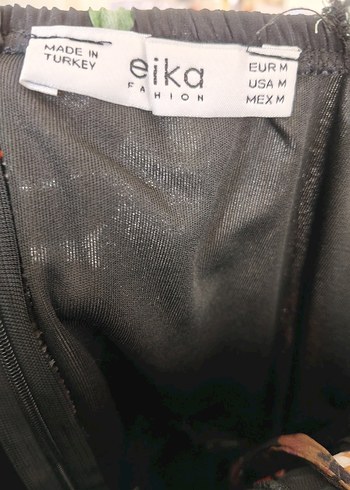 MADE IN
TURKEY
eika
FASHION
EUR M
USA M
MEX M